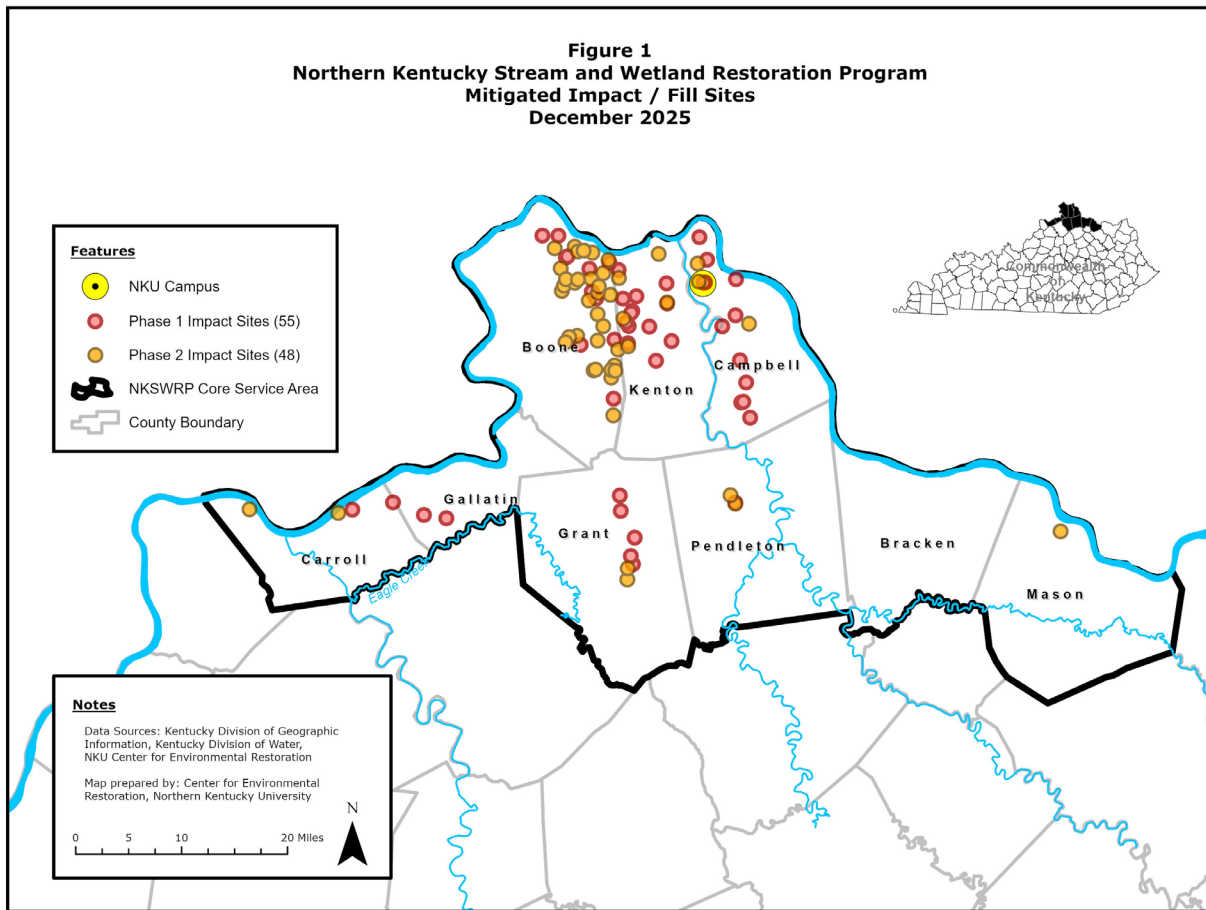 Figure 1
Northern Kentucky Stream and Wetland Restoration Program
Mitigated Impact / Fill Sites
December 2025
Features
NKU Campus
Phase 1 Impact Sites (55)
Phase 2 Impact Sites (48)
NKSWRP Core Service Area
County Boundary
Commonwealth
of
Kentucky
Boone
Kenton
Campbell
Gallatin
Carroll
Eagle Creek
Grant
Pendleton
Bracken
Mason
Notes
Data Sources: Kentucky Division of Geographic
Information, Kentucky Division of Water,
NKU Center for Environmental Restoration
Map prepared by: Center for Environmental
Restoration, Northern Kentucky University
N
0 5 10 20 Miles